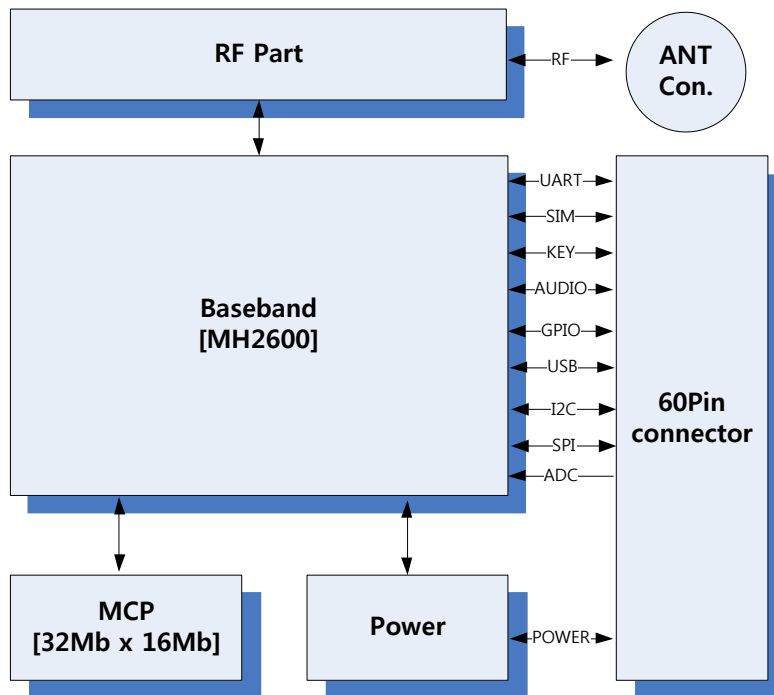 RF Part
RF
ANT
Con.
Baseband
[MH2600]
UART
SIM
KEY
AUDIO
GPIO
USB
I2C
SPI
ADC
60Pin
connector
MCP
[32Mb x 16Mb]
Power
POWER